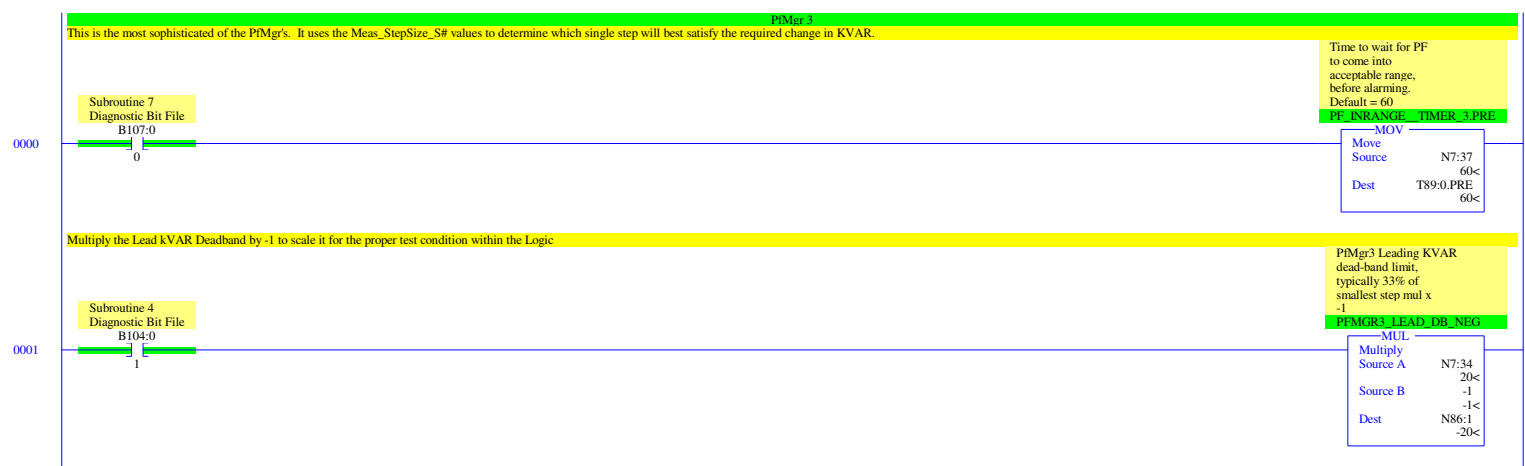 PfMgr 3
This is the most sophisticated of the PfMgr's. It uses the Meas_StepSize_S# values to determine which single step will best satisfy the required change in KVAR.
Time to wait for PF
to come into
acceptable range,
before alarming.
Default = 60
PF_INRANGE__TIMER_3.PRE
Subroutine 7
Diagnostic Bit File
B107:0
0
0000
MOV
Move
Source N7:37
60<
Dest T89:0.PRE
60<
Multiply the Lead kVAR Deadband by -1 to scale it for the proper test condition within the Logic
PfMgr3 Leading KVAR
dead-band limit,
typically 33% of
smallest step mul x
-1
PFMGR3_LEAD_DB_NEG
Subroutine 4
Diagnostic Bit File
B104:0
1
0001
MUL
Multiply
Source A N7:34
20<
Source B -1
-1<
Dest N86:1
-20<